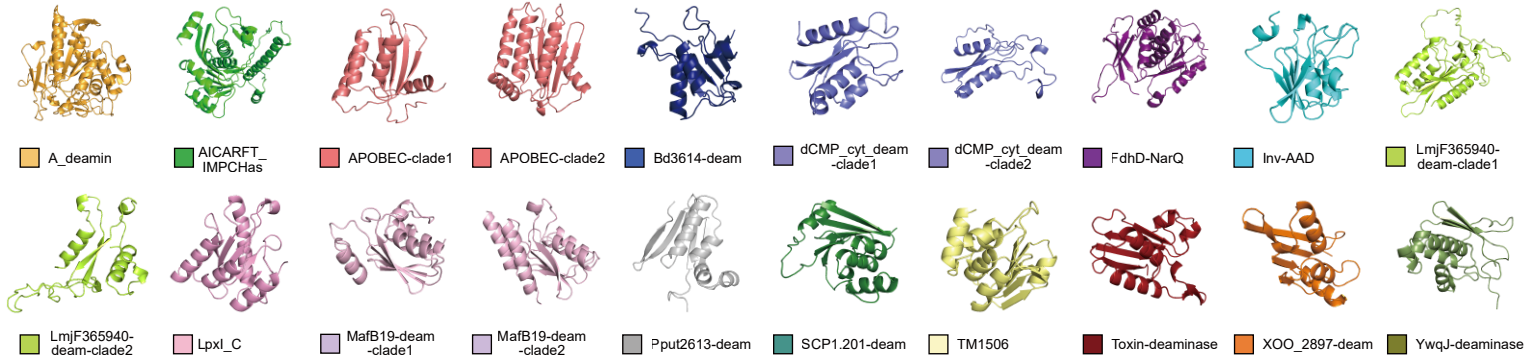 A_deamin
AICARFT_
IMPCHas
APOBEC-clade1
APOBEC-clade2
Bd3614-deam
dCMP_cyt_deam
-clade1
dCMP_cyt_deam
-clade2
FdhD-NarQ
Inv-AAD
LmjF365940-
deam-clade1
LmjF365940-
deam-clade2
LpxI_C
MafB19-deam
-clade1
MafB19-deam
-clade2
Pput2613-deam
SCP1.201-deam
TM1506
Toxin-deaminase
XOO_2897-deam
YwqJ-deaminase